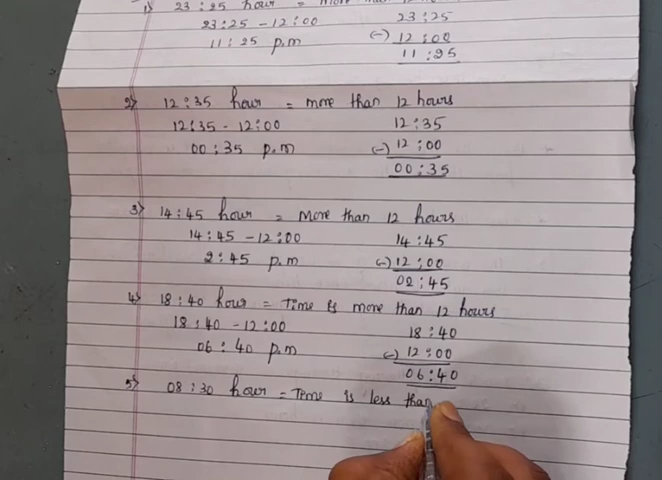 1) 23:25 hour = more than 12
23:25 - 12:00 23:25
11:25 p.m (-) 12:00
11:25
2) 12:35 hour = more than 12 hours
12:35 - 12:00 12:35
00:35 p.m (-) 12:00
00:35
3) 14:45 hour = More than 12 hours
14:45 - 12:00 14:45
2:45 p.m (-) 12:00
02:45
4) 18:40 hour = Time is more than 12 hours
18:40 - 12:00 18:40
06:40 p.m (-) 12:00
06:40
5) 08:30 hour = Time is less than